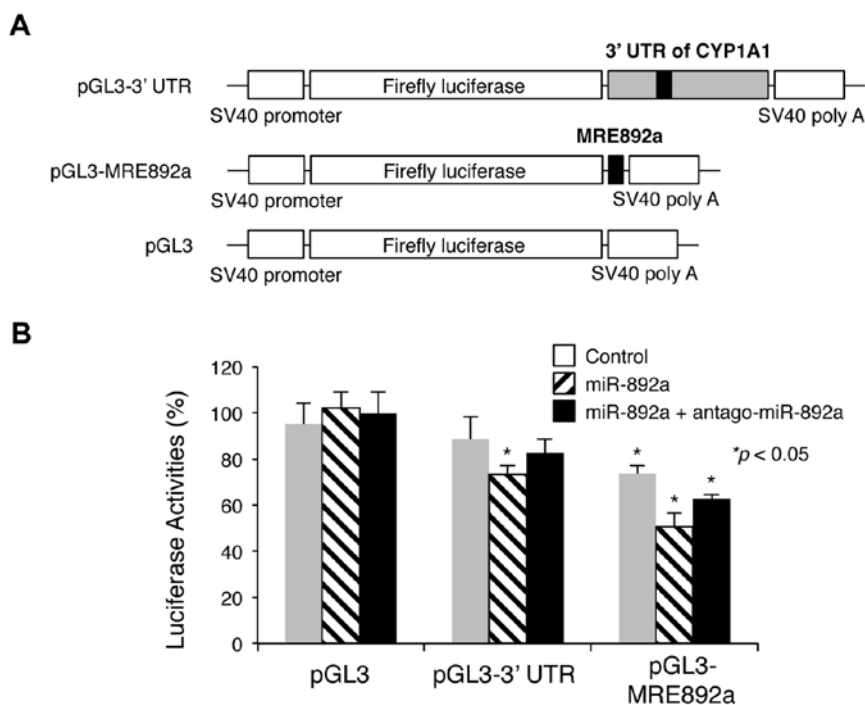 A
3' UTR of CYP1A1
pGL3-3' UTR
Firefly luciferase
SV40 promoter
SV40 poly A
MRE892a
pGL3-MRE892a
Firefly luciferase
SV40 promoter
SV40 poly A
pGL3
Firefly luciferase
SV40 promoter
SV40 poly A
B
Luciferase Activities (%)
120
100
80
60
40
20
0
Control
miR-892a
miR-892a + antago-miR-892a
*p < 0.05
*
*
*
*
pGL3
pGL3-3' UTR
pGL3-
MRE892a